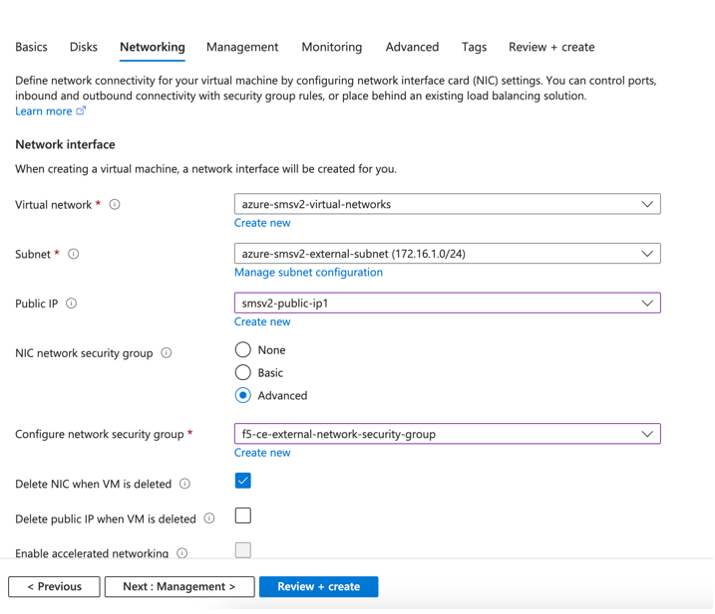 Basics Disks Networking Management Monitoring Advanced Tags Review + create
Define network connectivity for your virtual machine by configuring network interface card (NIC) settings. You can control ports,
inbound and outbound connectivity with security group rules, or place behind an existing load balancing solution.
Learn more
Network interface
When creating a virtual machine, a network interface will be created for you.
Virtual network * azure-smsv2-virtual-networks
Create new
Subnet * azure-smsv2-external-subnet (172.16.1.0/24)
Manage subnet configuration
Public IP smsv2-public-ip1
Create new
NIC network security group None
Basic
Advanced
Configure network security group * f5-ce-external-network-security-group
Create new
Delete NIC when VM is deleted
Delete public IP when VM is deleted
Enable accelerated networking
< Previous Next : Management > Review + create